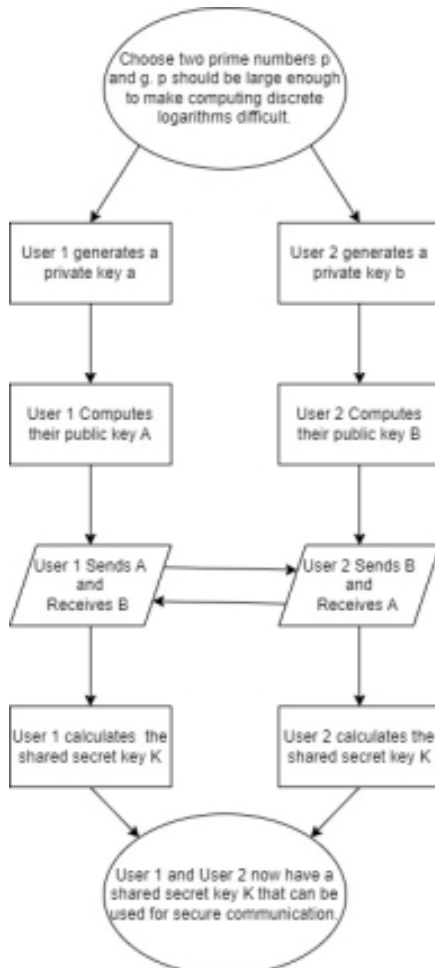 Choose two prime numbers p
and g. p should be large enough
to make computing discrete
logarithms difficult.
User 1 generates a
private key a
User 2 generates a
private key b
User 1 Computes
their public key A
User 2 Computes
their public key B
User 1 Sends A
and
Receives B
User 2 Sends B
and
Receives A
User 1 calculates the
shared secret key K
User 2 calculates the
shared secret key K
User 1 and User 2 now have a
shared secret key K that can be
used for secure communication.